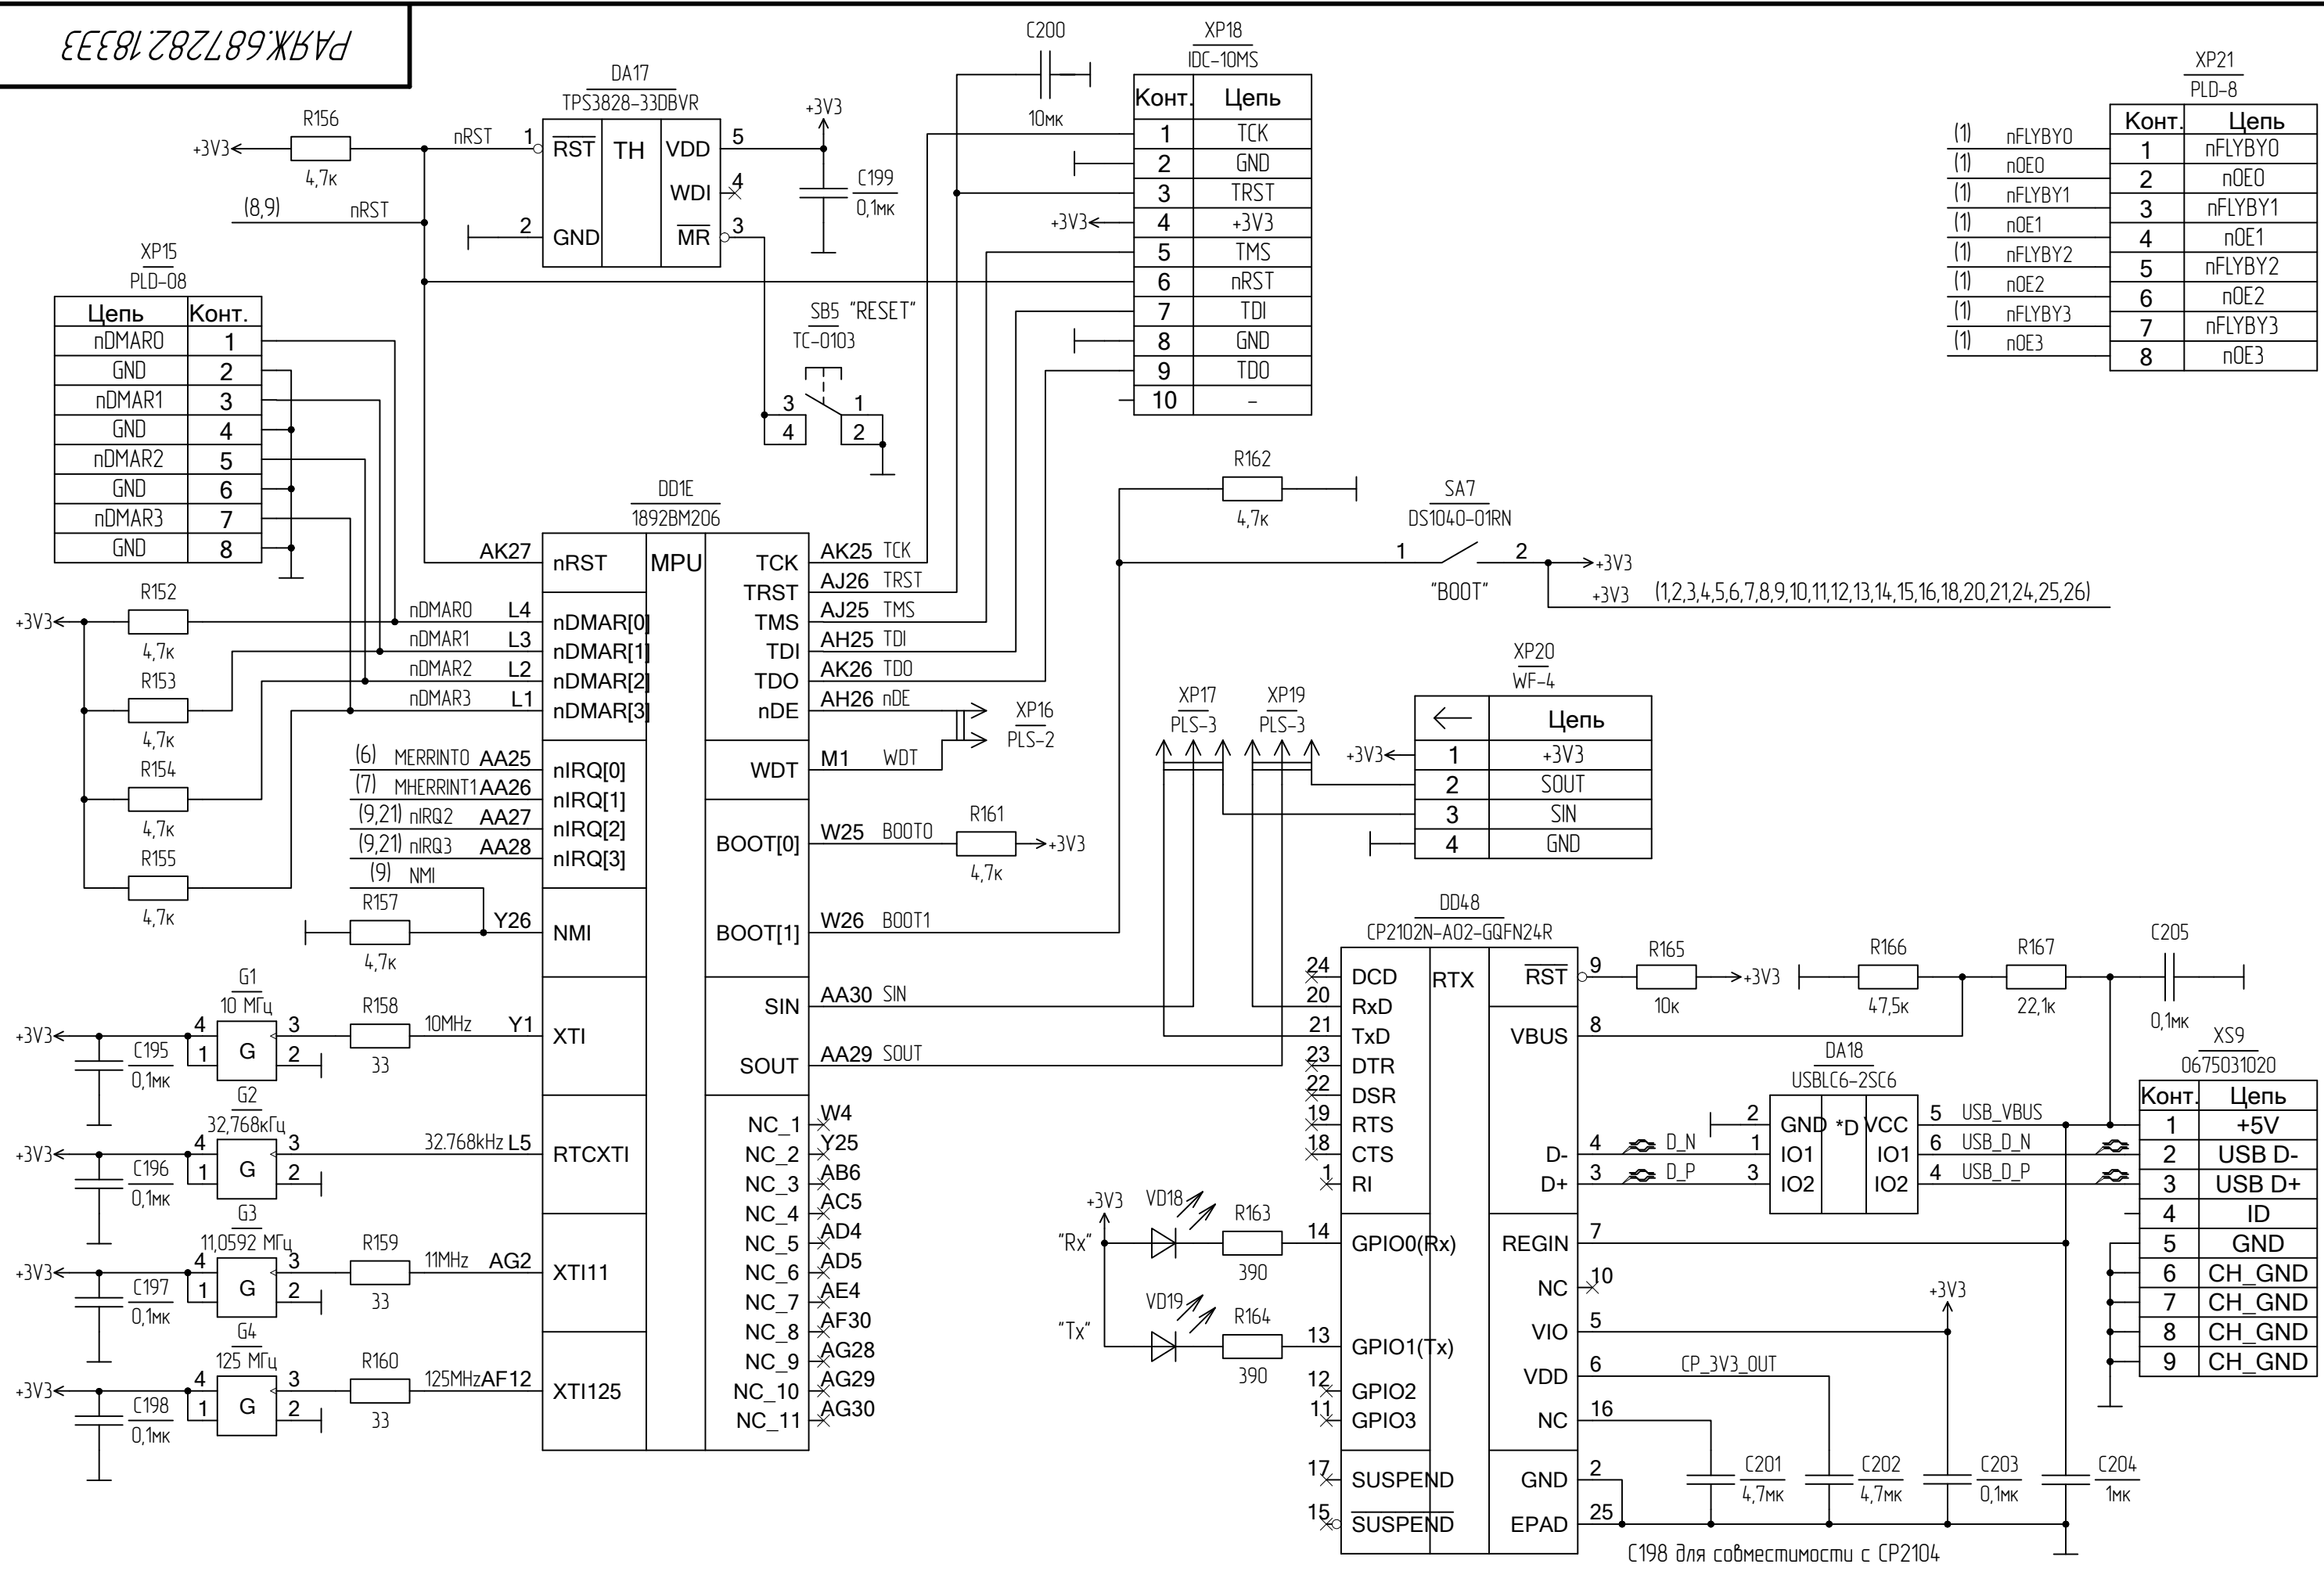 РАЯЖ.687282.183Э3
DA17
TPS3828-33DBVR
nRST 1 RST TH VDD 5
WDI 4
2 GND MR 3
+3V3
C199
0,1мк
+3V3
R156
4,7к
(8,9) nRST
C200
10мк
XP18
IDC-10MS
Конт. Цепь
1 TCK
2 GND
3 TRST
+3V3 4 +3V3
5 TMS
6 nRST
7 TDI
8 GND
9 TDO
10 -
XP21
PLD-8
Конт. Цепь
(1) nFLYBY0 1 nFLYBY0
(1) nOE0 2 nOE0
(1) nFLYBY1 3 nFLYBY1
(1) nOE1 4 nOE1
(1) nFLYBY2 5 nFLYBY2
(1) nOE2 6 nOE2
(1) nFLYBY3 7 nFLYBY3
(1) nOE3 8 nOE3
XP15
PLD-08
Цепь Конт.
nDMAR0 1
GND 2
nDMAR1 3
GND 4
nDMAR2 5
GND 6
nDMAR3 7
GND 8
SB5 "RESET"
TC-0103
3 1
4 2
R162
4,7к
SA7
DS1040-01RN
1 2
"BOOT"
+3V3
+3V3 (1,2,3,4,5,6,7,8,9,10,11,12,13,14,15,16,18,20,21,24,25,26)
DD1E
1892BM206
MPU
AK27 nRST
nDMAR0 L4 nDMAR[0]
nDMAR1 L3 nDMAR[1]
nDMAR2 L2 nDMAR[2]
nDMAR3 L1 nDMAR[3]
(6) MERRINT0 AA25 nIRQ[0]
(7) MHERRINT1 AA26 nIRQ[1]
(9,21) nIRQ2 AA27 nIRQ[2]
(9,21) nIRQ3 AA28 nIRQ[3]
(9) NMI
Y26 NMI
10MHz Y1 XTI
32.768kHz L5 RTCXTI
11MHz AG2 XTI11
125MHz AF12 XTI125
TCK AK25 TCK
TRST AJ26 TRST
TMS AJ25 TMS
TDI AH25 TDI
TDO AK26 TDO
nDE AH26 nDE
WDT M1 WDT
BOOT[0] W25 BOOT0
BOOT[1] W26 BOOT1
SIN AA30 SIN
SOUT AA29 SOUT
NC_1 W4
NC_2 Y25
NC_3 AB6
NC_4 AC5
NC_5 AD4
NC_6 AD5
NC_7 AE4
NC_8 AF30
NC_9 AG28
NC_10 AG29
NC_11 AG30
+3V3
R152
4,7к
R153
4,7к
R154
4,7к
R155
4,7к
R157
4,7к
G1
10 МГц
+3V3
4 3
1 G 2
C195
0,1мк
R158
33
G2
32,768кГц
+3V3
4 3
1 G 2
C196
0,1мк
G3
11,0592 МГц
+3V3
4 3
1 G 2
C197
0,1мк
R159
33
G4
125 МГц
+3V3
4 3
1 G 2
C198
0,1мк
R160
33
XP16
PLS-2
R161
4,7к
+3V3
XP17
PLS-3
XP19
PLS-3
XP20
WF-4
Цепь
+3V3 1 +3V3
2 SOUT
3 SIN
4 GND
DD48
CP2102N-A02-GQFN24R
RTX
24 DCD
20 RxD
21 TxD
23 DTR
22 DSR
19 RTS
18 CTS
1 RI
14 GPIO0(Rx)
13 GPIO1(Tx)
12 GPIO2
11 GPIO3
17 SUSPEND
15 SUSPEND
RST 9
VBUS 8
D- 4 D_N
D+ 3 D_P
REGIN 7
NC 10
VIO 5
VDD 6 CP_3V3_OUT
NC 16
GND 2
EPAD 25
+3V3
"Rx"
VD18
R163
390
"Tx"
VD19
R164
390
R165
10к
+3V3
R166
47,5к
R167
22,1к
C205
0,1мк
DA18
USBLC6-2SC6
2 GND *D VCC 5 USB_VBUS
1 IO1 IO1 6 USB_D_N
3 IO2 IO2 4 USB_D_P
XS9
0675031020
Конт. Цепь
1 +5V
2 USB D-
3 USB D+
4 ID
5 GND
6 CH_GND
7 CH_GND
8 CH_GND
9 CH_GND
+3V3
C201
4,7мк
C202
4,7мк
C203
0,1мк
C204
1мк
C198 для совместимости с CP2104